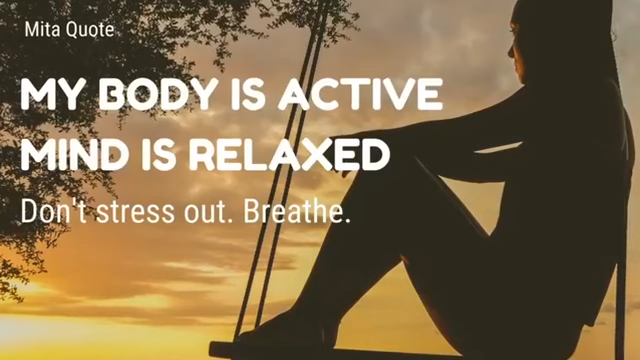 Mita Quote
MY BODY IS ACTIVE
MIND IS RELAXED
Don't stress out. Breathe.